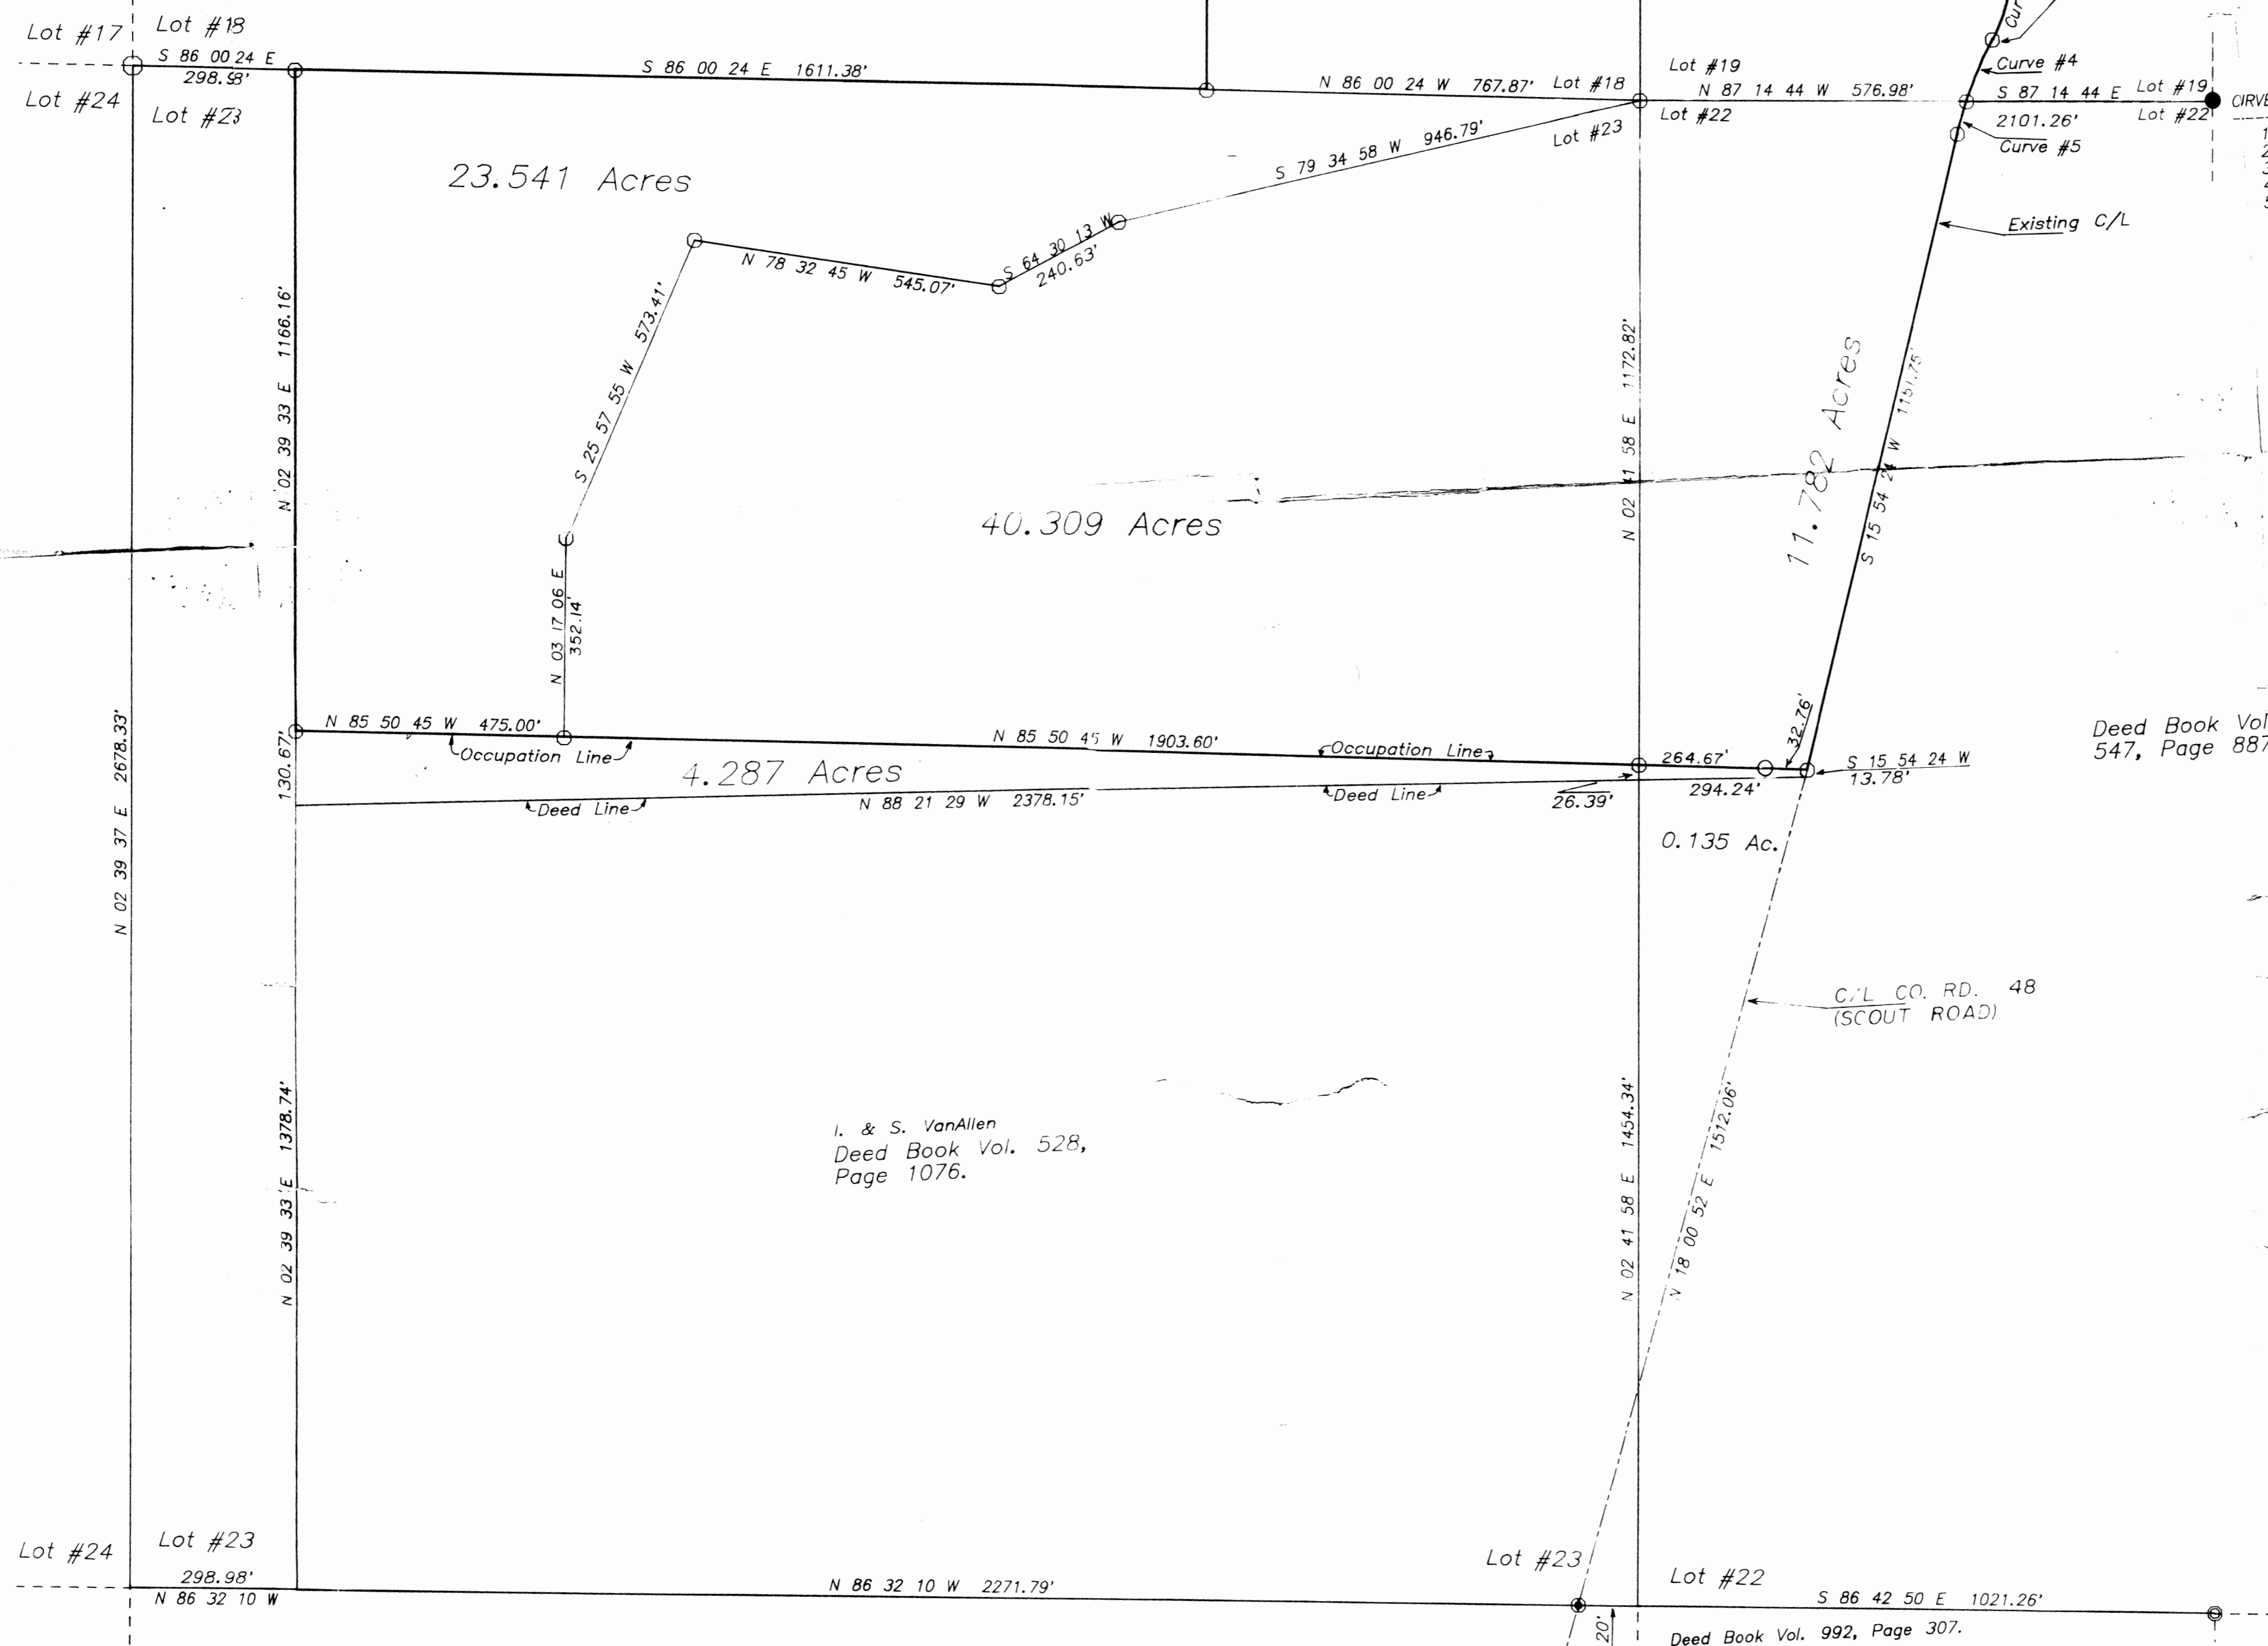 Lot #17
Lot #18
S 86 00 24 E
298.98'
Lot #24
Lot #23
S 86 00 24 E 1611.38'
N 86 00 24 W 767.87'
Lot #18
Lot #19
N 87 14 44 W 576.98'
Lot #22
Lot #23
Curve #4
S 87 14 44 E
Lot #19
2101.26'
Lot #22
Curve #5
23.541 Acres
S 79 34 58 W 946.79'
S 64 30 13 W
240.63'
N 78 32 45 W 545.07'
S 25 57 55 W 573.41'
N 03 17 06 E
352.14'
N 02 39 33 E 1166.16'
40.309 Acres
N 02 41 58 E 1172.82'
11.782 Acres
S 15 54 24 W 1151.75'
Existing C/L
N 85 50 45 W 475.00'
Occupation Line
N 85 50 45 W 1903.60'
Occupation Line
264.67'
32.76'
S 15 54 24 W
13.78'
130.67'
4.287 Acres
Deed Line
N 88 21 29 W 2378.15'
Deed Line
26.39'
294.24'
0.135 Ac.
Deed Book Vol
547, Page 887
N 02 39 37 E 2678.33'
C/L CO. RD. 48
(SCOUT ROAD)
N 02 39 33 E 1378.74'
I. & S. VanAllen
Deed Book Vol. 528,
Page 1076.
N 02 41 58 E 1454.34'
N 18 00 52 E 1512.06'
Lot #24
Lot #23
298.98'
N 86 32 10 W
N 86 32 10 W 2271.79'
Lot #23
Lot #22
S 86 42 50 E 1021.26'
20'
Deed Book Vol. 992, Page 307.